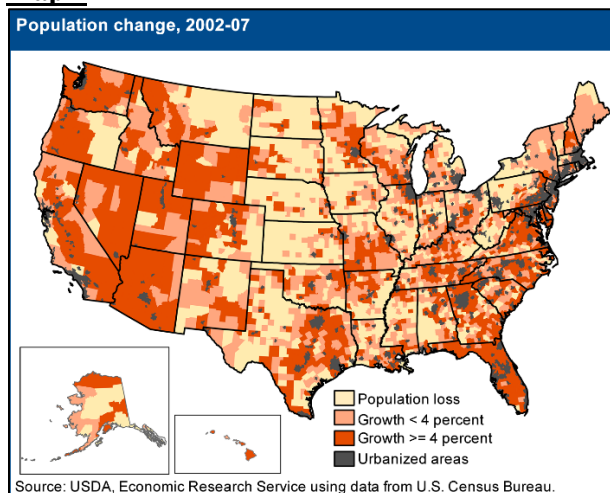 Population change, 2002-07
Population loss
Growth < 4 percent
Growth >= 4 percent
Urbanized areas
Source: USDA, Economic Research Service using data from U.S. Census Bureau.